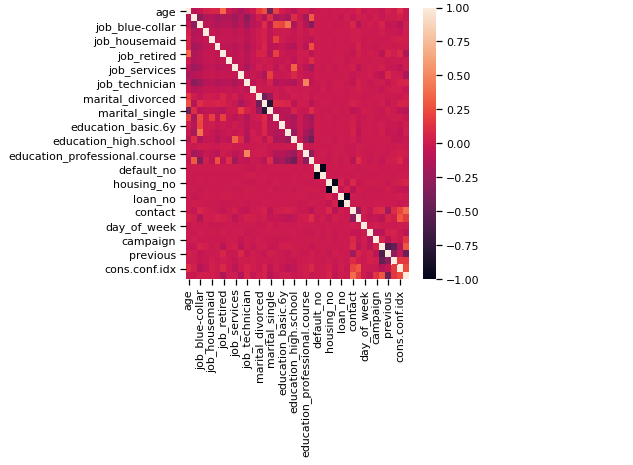 age
job_blue-collar
job_housemaid
job_retired
job_services
job_technician
marital_divorced
marital_single
education_basic.6y
education_high.school
education_professional.course
default_no
housing_no
loan_no
contact
day_of_week
campaign
previous
cons.conf.idx
1.00
0.75
0.50
0.25
0.00
−0.25
−0.50
−0.75
−1.00
age
job_blue-collar
job_housemaid
job_retired
job_services
job_technician
marital_divorced
marital_single
education_basic.6y
education_high.school
education_professional.course
default_no
housing_no
loan_no
contact
day_of_week
campaign
previous
cons.conf.idx